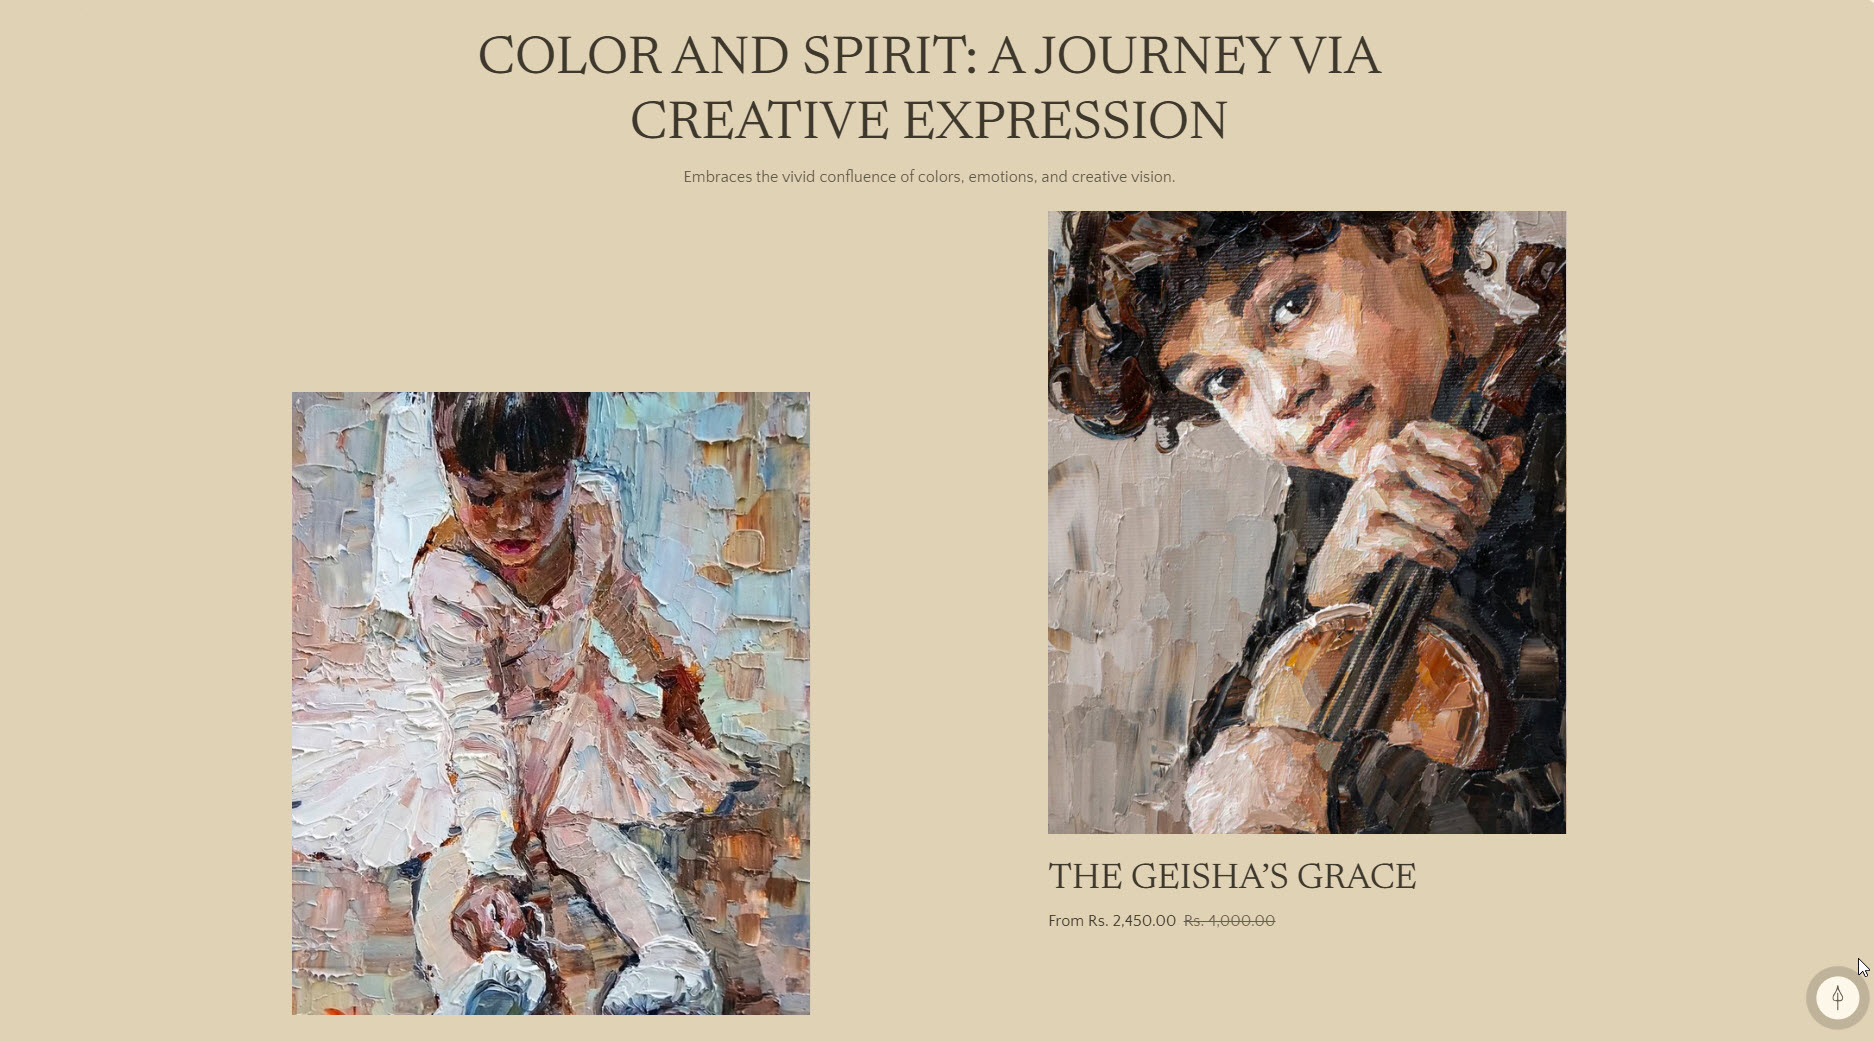 COLOR AND SPIRIT: A JOURNEY VIA
CREATIVE EXPRESSION
Embraces the vivid confluence of colors, emotions, and creative vision.
THE GEISHA’S GRACE
From Rs. 2,450.00 Rs. 4,000.00